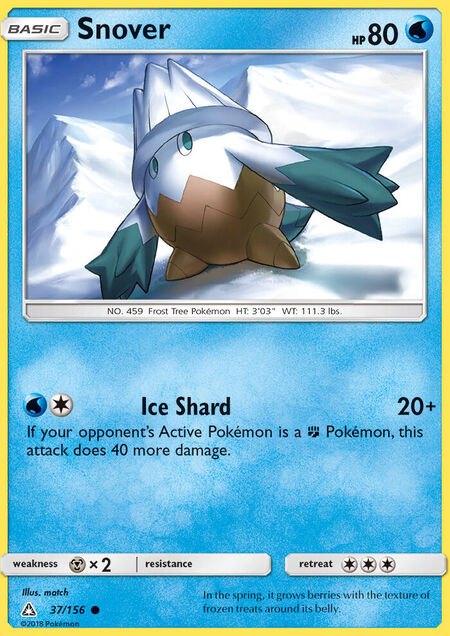 BASIC Snover HP 80
NO. 459 Frost Tree Pokémon HT: 3'03" WT: 111.3 lbs.
Ice Shard 20+
If your opponent's Active Pokémon is a Pokémon, this
attack does 40 more damage.
weakness ×2 resistance retreat
Illus. match
37/156
©2018 Pokémon
In the spring, it grows berries with the texture of
frozen treats around its belly.